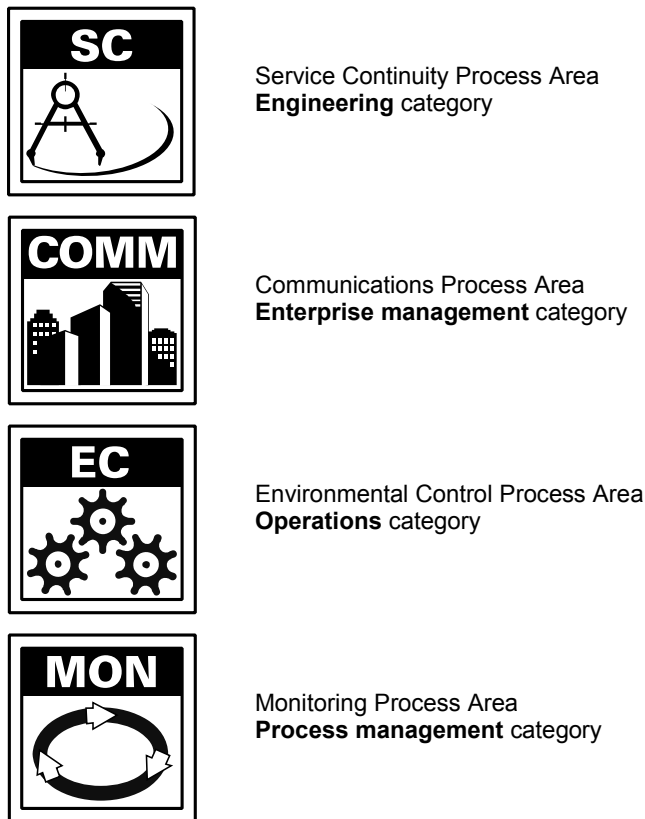 SC
Service Continuity Process Area
Engineering category
COMM
Communications Process Area
Enterprise management category
EC
Environmental Control Process Area
Operations category
MON
Monitoring Process Area
Process management category